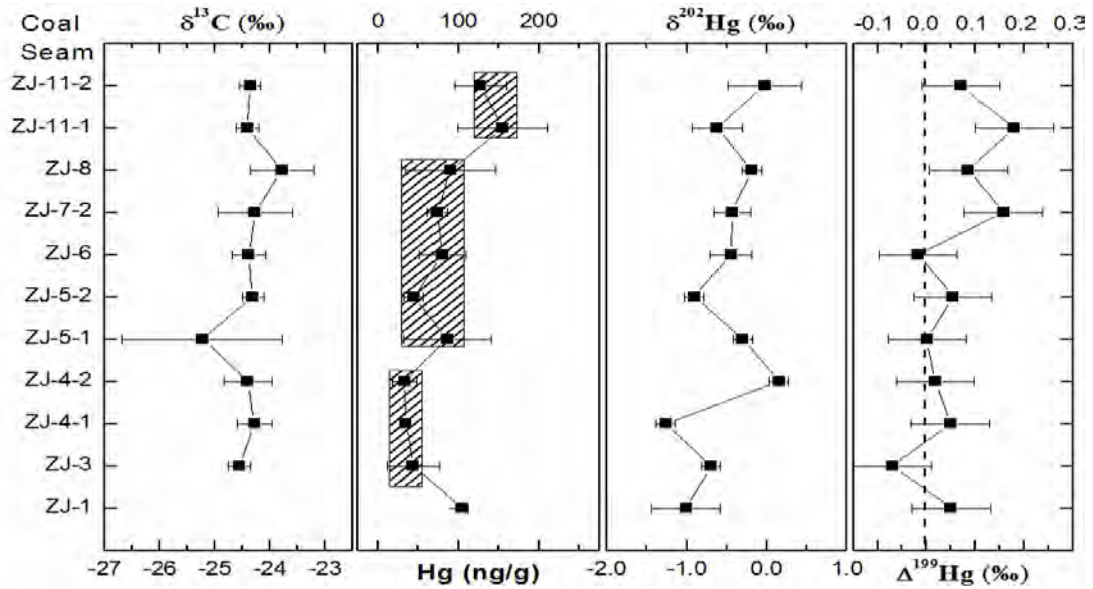 Coal
Seam
δ¹³C (‰)
0 100 200
δ²⁰²Hg (‰)
-0.1 0.0 0.1 0.2 0.3
ZJ-11-2
ZJ-11-1
ZJ-8
ZJ-7-2
ZJ-6
ZJ-5-2
ZJ-5-1
ZJ-4-2
ZJ-4-1
ZJ-3
ZJ-1
-27 -26 -25 -24 -23
Hg (ng/g)
-2.0 -1.0 0.0 1.0
Δ¹⁹⁹Hg (‰)